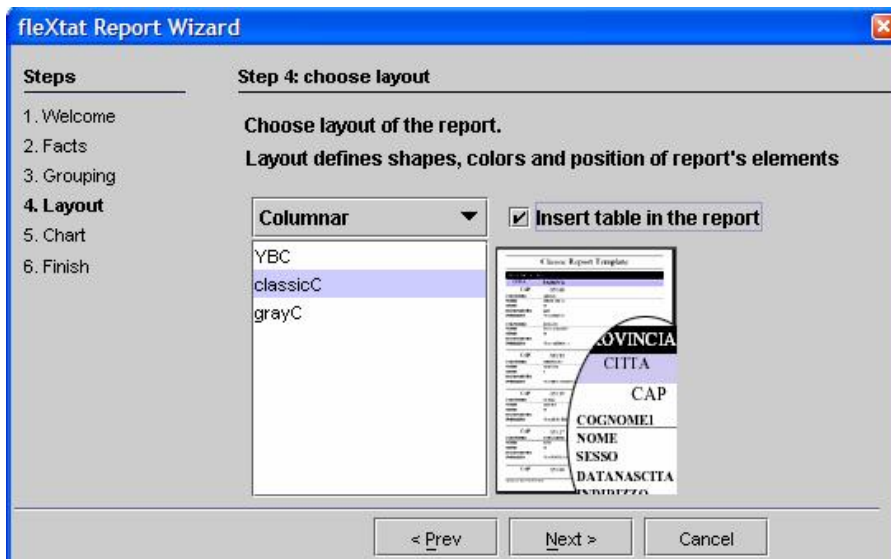 fleXtat Report Wizard
Steps
1. Welcome
2. Facts
3. Grouping
4. Layout
5. Chart
6. Finish
Step 4: choose layout
Choose layout of the report.
Layout defines shapes, colors and position of report's elements
Columnar
YBC
classicC
grayC
Insert table in the report
Classic Report Template
OVINCIA
CITTA
CAP
COGNOME1
NOME
SESSO
DATANASCITA
INDIRIZZO
< Prev
Next >
Cancel